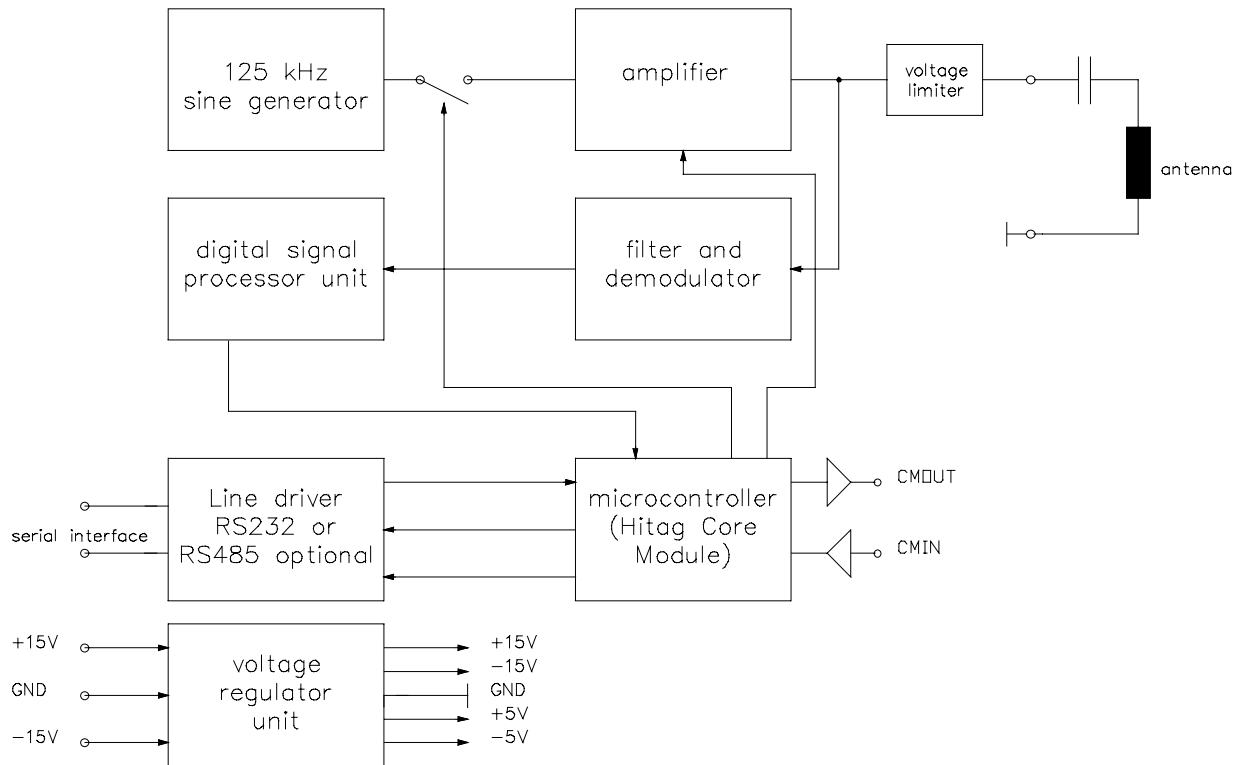 125 kHz
sine generator
amplifier
voltage
limiter
antenna
digital signal
processor unit
filter and
demodulator
Line driver
RS232 or
RS485 optional
serial interface
microcontroller
(Hitag Core
Module)
CMOUT
CMIN
voltage
regulator
unit
+15V
GND
-15V
+15V
-15V
GND
+5V
-5V